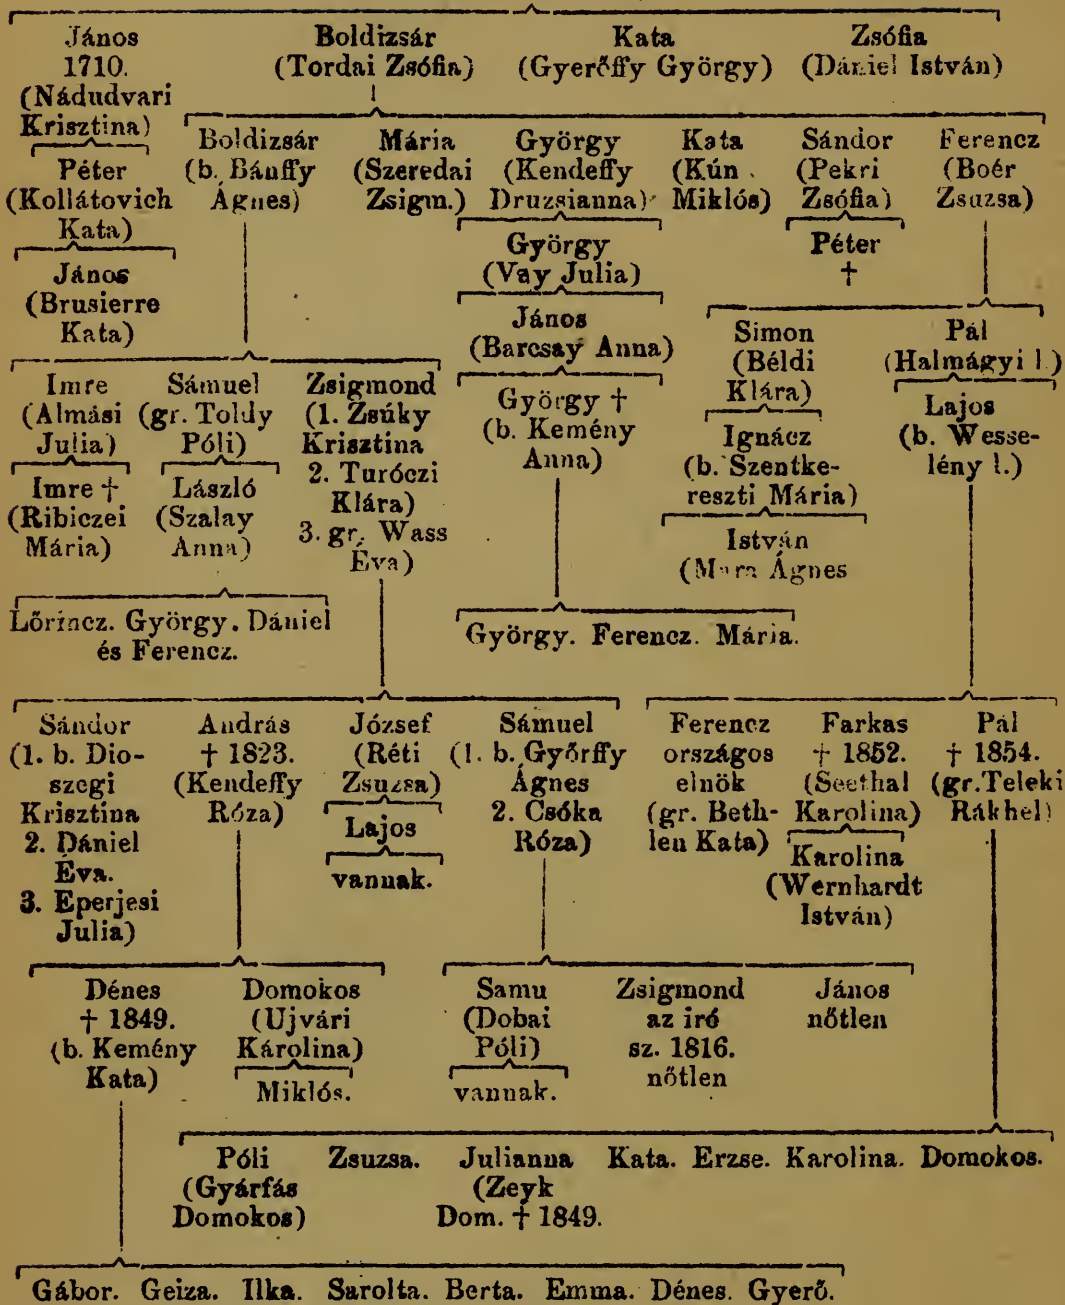 János Boldizsár Kata Zsófia
1710. (Tordai Zsófia) (Gyerőffy György) (Dániel István)
(Nádudvari
Krisztina)
Boldizsár Mária György Kata Sándor Ferencz
Péter (b. Bánffy (Szeredai (Kendeffy (Kún (Pekri (Boér
(Kollátovich Ágnes) Zsigm.) Druzsianna) Miklós) Zsófia) Zsuzsa)
Kata)
György Péter
(Vay Julia) †
János
(Brusierre
Kata)
János Simon Pál
(Barcsay Anna) (Béldi (Halmágyi I.)
Klára)
Imre Sámuel Zsigmond
(Almási (gr. Toldy (1. Zsúky
Julia) Póli) Krisztina
György † Lajos
(b. Kemény (b. Wesse-
Anna) lény I.)
Ignácz
(b. Szentke-
reszti Mária)
Imre † László 2. Turóczi
(Ribiczei (Szalay Klára)
Mária) Anna) 3. gr. Wass
Éva)
István
(Mara Ágnes
Lőrincz. György. Dániel
és Ferencz.
György. Ferencz. Mária.
Sándor András József Sámuel Ferencz Farkas Pál
(1. b. Dio- † 1823. (Réti (1. b. Győrffy országos † 1852. † 1854.
szegi (Kendeffy Zsuzsa) Ágnes elnök (Seethal (gr. Teleki
Krisztina Róza) 2. Csóka (gr. Beth- Karolina) Rákhel)
2. Dániel Lajos Róza) len Kata) Karolina
Éva. vannak. (Wernhardt
3. Eperjesi István)
Julia)
Dénes Domokos Samu Zsigmond János
† 1849. (Ujvári (Dobai az iró nőtlen
(b. Kemény Károlina) Póli) sz. 1816.
Kata) Miklós. vannak. nőtlen
Póli Zsuzsa. Julianna Kata. Erzse. Karolina. Domokos.
(Gyárfás (Zeyk
Domokos) Dom. † 1849.
Gábor. Geiza. Ilka. Sarolta. Berta. Emma. Dénes. Gyerő.